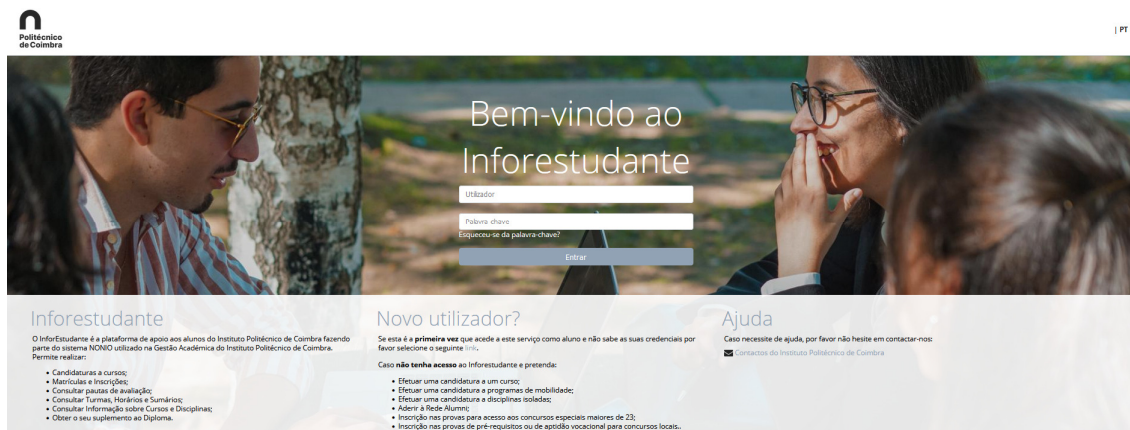 Politécnico
de Coimbra
| PT
Bem-vindo ao
Inforestudante
Utilizador
Palavra chave
Esqueceu-se da palavra-chave?
Entrar
Inforestudante
O InforEstudante é a plataforma de apoio aos alunos do Instituto Politécnico de Coimbra fazendo
parte do sistema NONIO utilizado na Gestão Académica do Instituto Politécnico de Coimbra.
Permite realizar:
• Candidaturas a cursos;
• Matrículas e Inscrições;
• Consultar pautas de avaliação;
• Consultar Turmas, Horários e Sumários;
• Consultar Informação sobre Cursos e Disciplinas;
• Obter o seu suplemento ao Diploma.
Novo utilizador?
Se esta é a primeira vez que acede a este serviço como aluno e não sabe as suas credenciais por
favor selecione o seguinte link.
Caso não tenha acesso ao Inforestudante e pretenda:
• Efetuar uma candidatura a um curso;
• Efetuar uma candidatura a programas de mobilidade;
• Efetuar uma candidatura a disciplinas isoladas;
• Aderir à Rede Alumni;
• Inscrição nas provas para acesso aos concursos especiais maiores de 23;
• Inscrição nas provas de pré-requisitos ou de aptidão vocacional para concursos locais..
Ajuda
Caso necessite de ajuda, por favor não hesite em contactar-nos:
Contactos do Instituto Politécnico de Coimbra